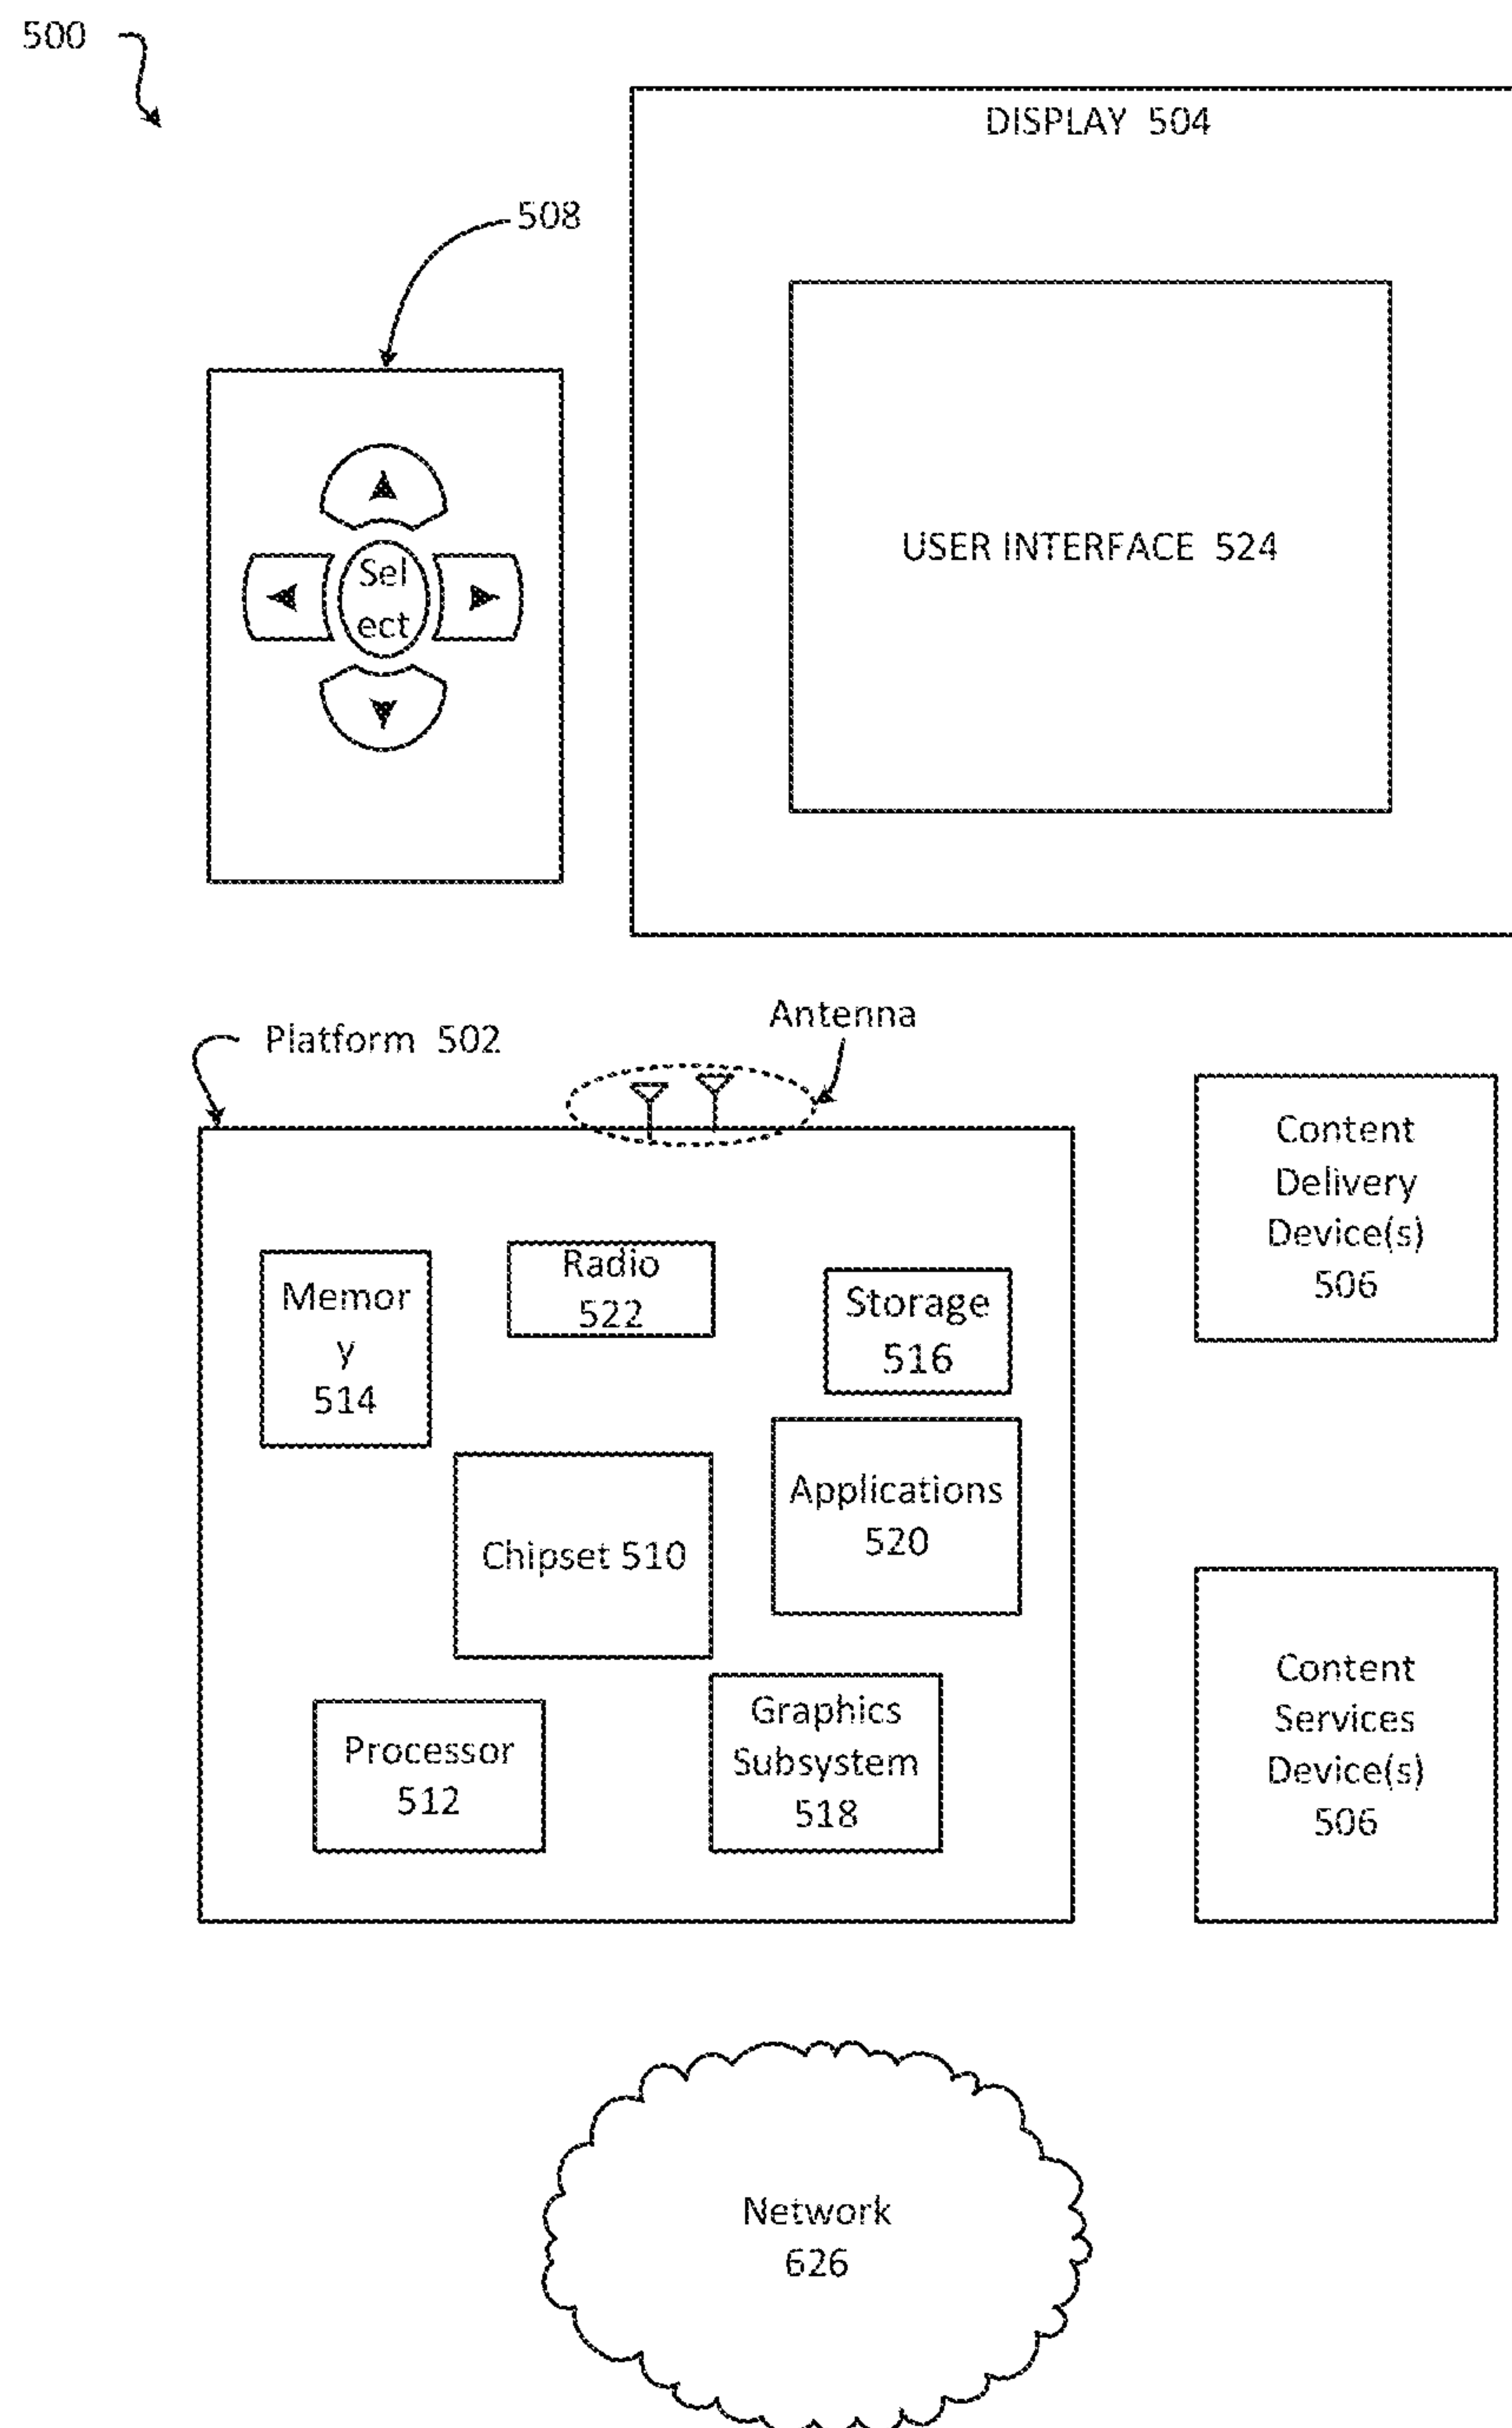 500
DISPLAY 504
508
USER INTERFACE 524
Sel
ect
Platform 502
Antenna
Content
Delivery
Device(s)
506
Memor
y
514
Radio
522
Storage
516
Chipset 510
Applications
520
Processor
512
Graphics
Subsystem
518
Content
Services
Device(s)
506
Network
626